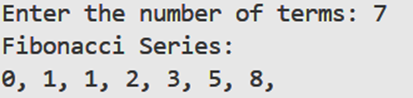 Enter the number of terms: 7
Fibonacci Series:
0, 1, 1, 2, 3, 5, 8,